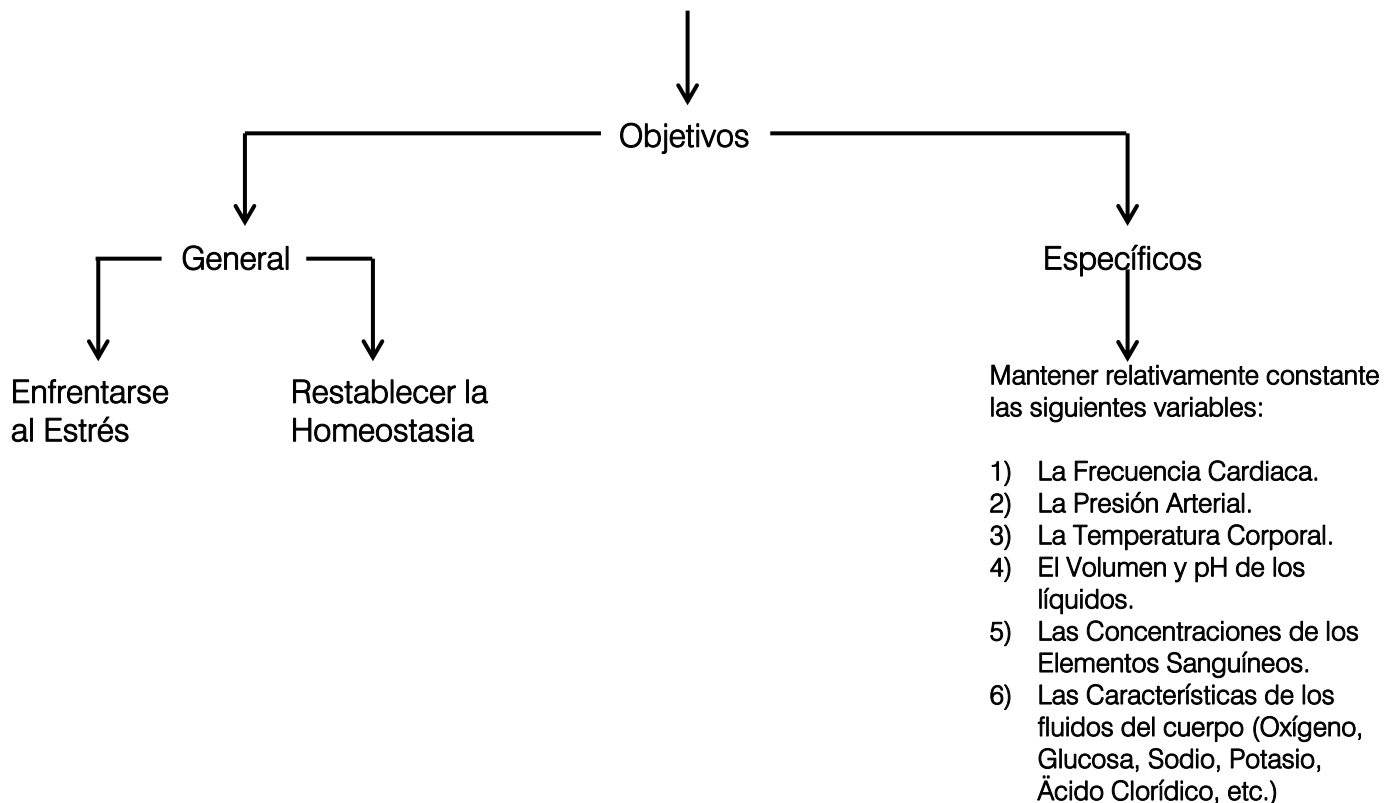 Objetivos
General
Específicos
Enfrentarse
al Estrés
Restablecer la
Homeostasia
Mantener relativamente constante
las siguientes variables:
1) La Frecuencia Cardiaca.
2) La Presión Arterial.
3) La Temperatura Corporal.
4) El Volumen y pH de los
líquidos.
5) Las Concentraciones de los
Elementos Sanguíneos.
6) Las Características de los
fluidos del cuerpo (Oxígeno,
Glucosa, Sodio, Potasio,
Äcido Clorídico, etc.)